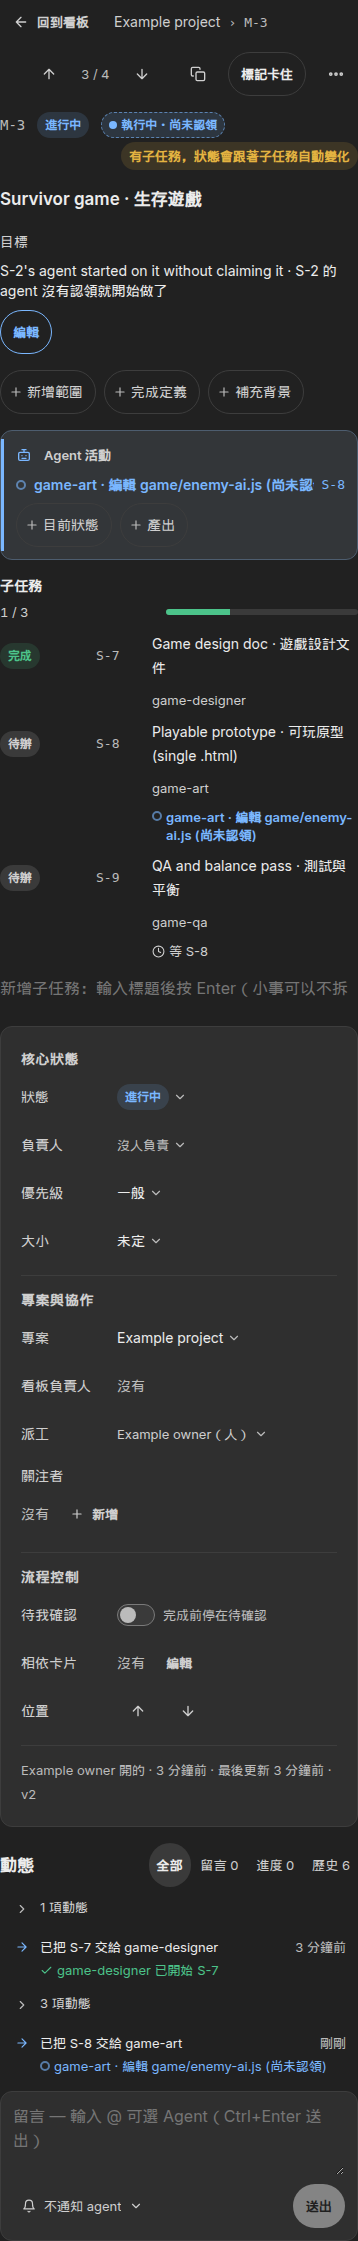 回到看板 Example project › M-3
3 / 4 標記卡住
M-3 進行中 執行中・尚未認領
有子任務，狀態會跟著子任務自動變化
Survivor game · 生存遊戲
目標
S-2's agent started on it without claiming it · S-2 的
agent 沒有認領就開始做了
編輯
新增範圍 完成定義 補充背景
Agent 活動
game-art · 編輯 game/enemy-ai.js (尚未認 S-8
目前狀態 產出
子任務
1 / 3
完成 S-7 Game design doc · 遊戲設計文
件
game-designer
待辦 S-8 Playable prototype · 可玩原型
(single .html)
game-art
game-art · 編輯 game/enemy-
ai.js (尚未認領)
待辦 S-9 QA and balance pass · 測試與
平衡
game-qa
等 S-8
新增子任務：輸入標題後按 Enter（小事可以不拆
核心狀態
狀態 進行中
負責人 沒人負責
優先級 一般
大小 未定
專案與協作
專案 Example project
看板負責人 沒有
派工 Example owner（人）
關注者
沒有 新增
流程控制
待我確認 完成前停在待確認
相依卡片 沒有 編輯
位置
Example owner 開的 · 3 分鐘前 · 最後更新 3 分鐘前 ·
v2
動態 全部 留言 0 進度 0 歷史 6
1 項動態
已把 S-7 交給 game-designer 3 分鐘前
game-designer 已開始 S-7
3 項動態
已把 S-8 交給 game-art 剛剛
game-art · 編輯 game/enemy-ai.js (尚未認領)
留言 — 輸入 @ 可選 Agent（Ctrl+Enter 送
出）
不通知 agent 送出